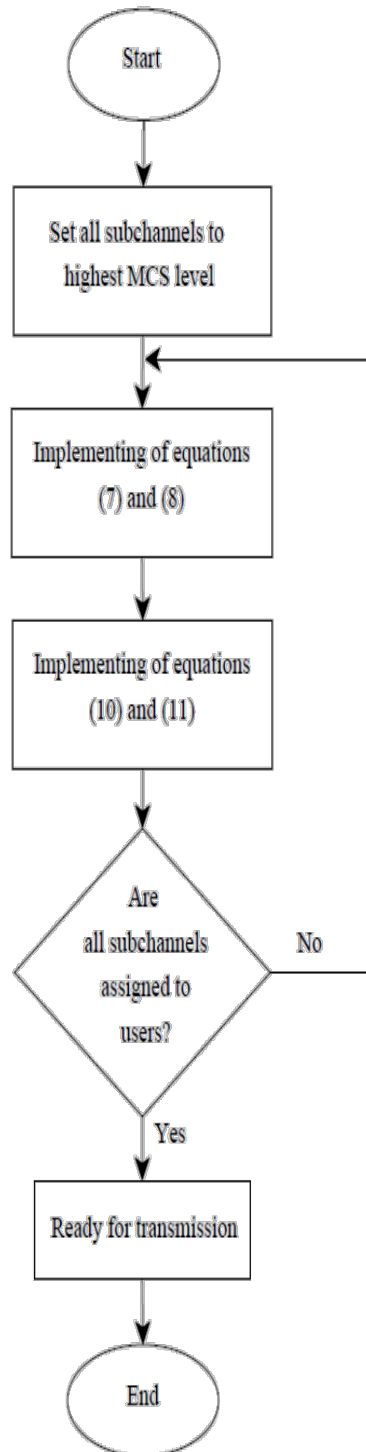 Start
Set all subchannels to
highest MCS level
Implementing of equations
(7) and (8)
Implementing of equations
(10) and (11)
Are
all subchannels
assigned to
users?
No
Yes
Ready for transmission
End